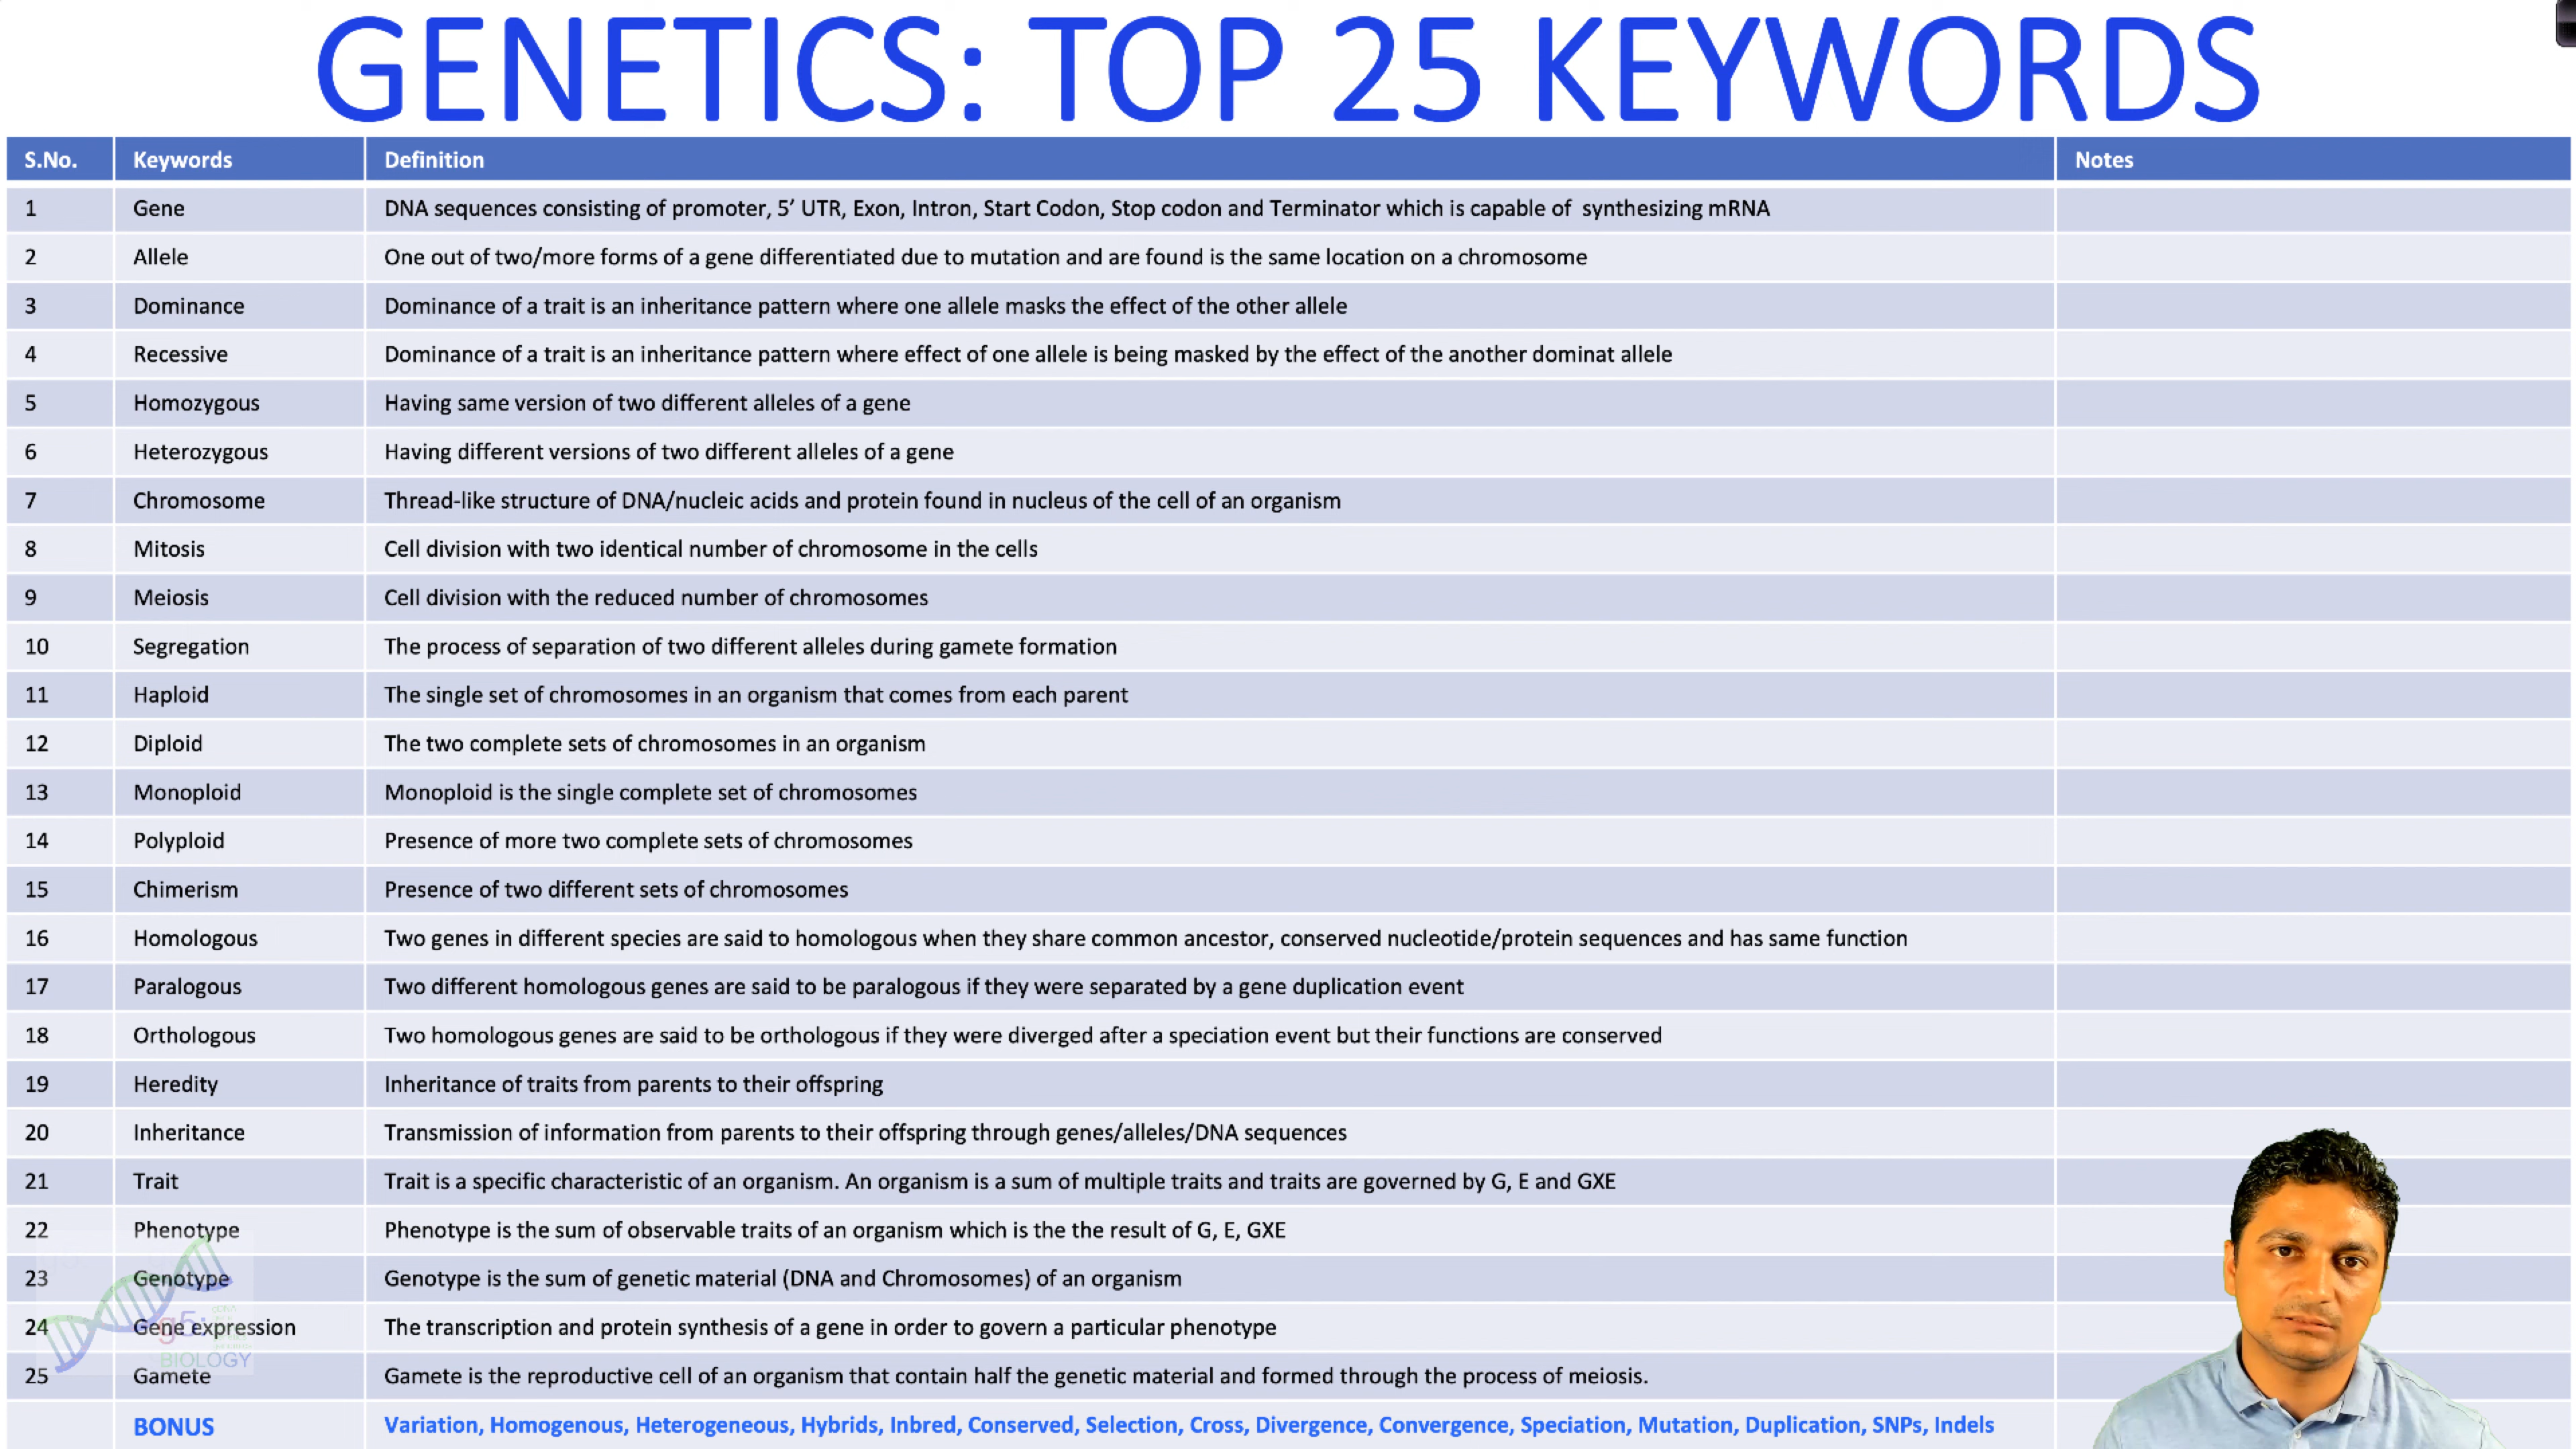 GENETICS: TOP 25 KEYWORDS
S.No. Keywords Definition Notes
1 Gene DNA sequences consisting of promoter, 5’ UTR, Exon, Intron, Start Codon, Stop codon and Terminator which is capable of synthesizing mRNA
2 Allele One out of two/more forms of a gene differentiated due to mutation and are found is the same location on a chromosome
3 Dominance Dominance of a trait is an inheritance pattern where one allele masks the effect of the other allele
4 Recessive Dominance of a trait is an inheritance pattern where effect of one allele is being masked by the effect of the another dominat allele
5 Homozygous Having same version of two different alleles of a gene
6 Heterozygous Having different versions of two different alleles of a gene
7 Chromosome Thread-like structure of DNA/nucleic acids and protein found in nucleus of the cell of an organism
8 Mitosis Cell division with two identical number of chromosome in the cells
9 Meiosis Cell division with the reduced number of chromosomes
10 Segregation The process of separation of two different alleles during gamete formation
11 Haploid The single set of chromosomes in an organism that comes from each parent
12 Diploid The two complete sets of chromosomes in an organism
13 Monoploid Monoploid is the single complete set of chromosomes
14 Polyploid Presence of more two complete sets of chromosomes
15 Chimerism Presence of two different sets of chromosomes
16 Homologous Two genes in different species are said to homologous when they share common ancestor, conserved nucleotide/protein sequences and has same function
17 Paralogous Two different homologous genes are said to be paralogous if they were separated by a gene duplication event
18 Orthologous Two homologous genes are said to be orthologous if they were diverged after a speciation event but their functions are conserved
19 Heredity Inheritance of traits from parents to their offspring
20 Inheritance Transmission of information from parents to their offspring through genes/alleles/DNA sequences
21 Trait Trait is a specific characteristic of an organism. An organism is a sum of multiple traits and traits are governed by G, E and GXE
22 Phenotype Phenotype is the sum of observable traits of an organism which is the the result of G, E, GXE
23 Genotype Genotype is the sum of genetic material (DNA and Chromosomes) of an organism
24 Gene expression The transcription and protein synthesis of a gene in order to govern a particular phenotype
BIOLOGY
25 Gamete Gamete is the reproductive cell of an organism that contain half the genetic material and formed through the process of meiosis.
BONUS Variation, Homogenous, Heterogeneous, Hybrids, Inbred, Conserved, Selection, Cross, Divergence, Convergence, Speciation, Mutation, Duplication, SNPs, Indels